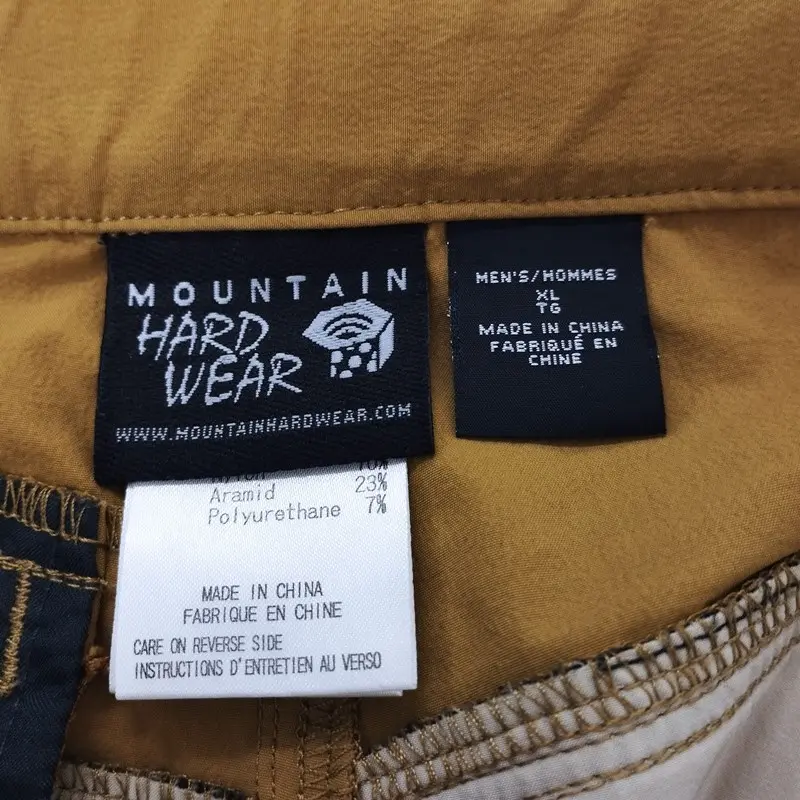 MOUNTAIN
HARD
WEAR
WWW.MOUNTAINHARDWEAR.COM
MEN'S/HOMMES
XL
TG
MADE IN CHINA
FABRIQUÉ EN
CHINE
Aramid 23%
Polyurethane 7%
MADE IN CHINA
FABRIQUE EN CHINE
CARE ON REVERSE SIDE
INSTRUCTIONS D'ENTRETIEN AU VERSO